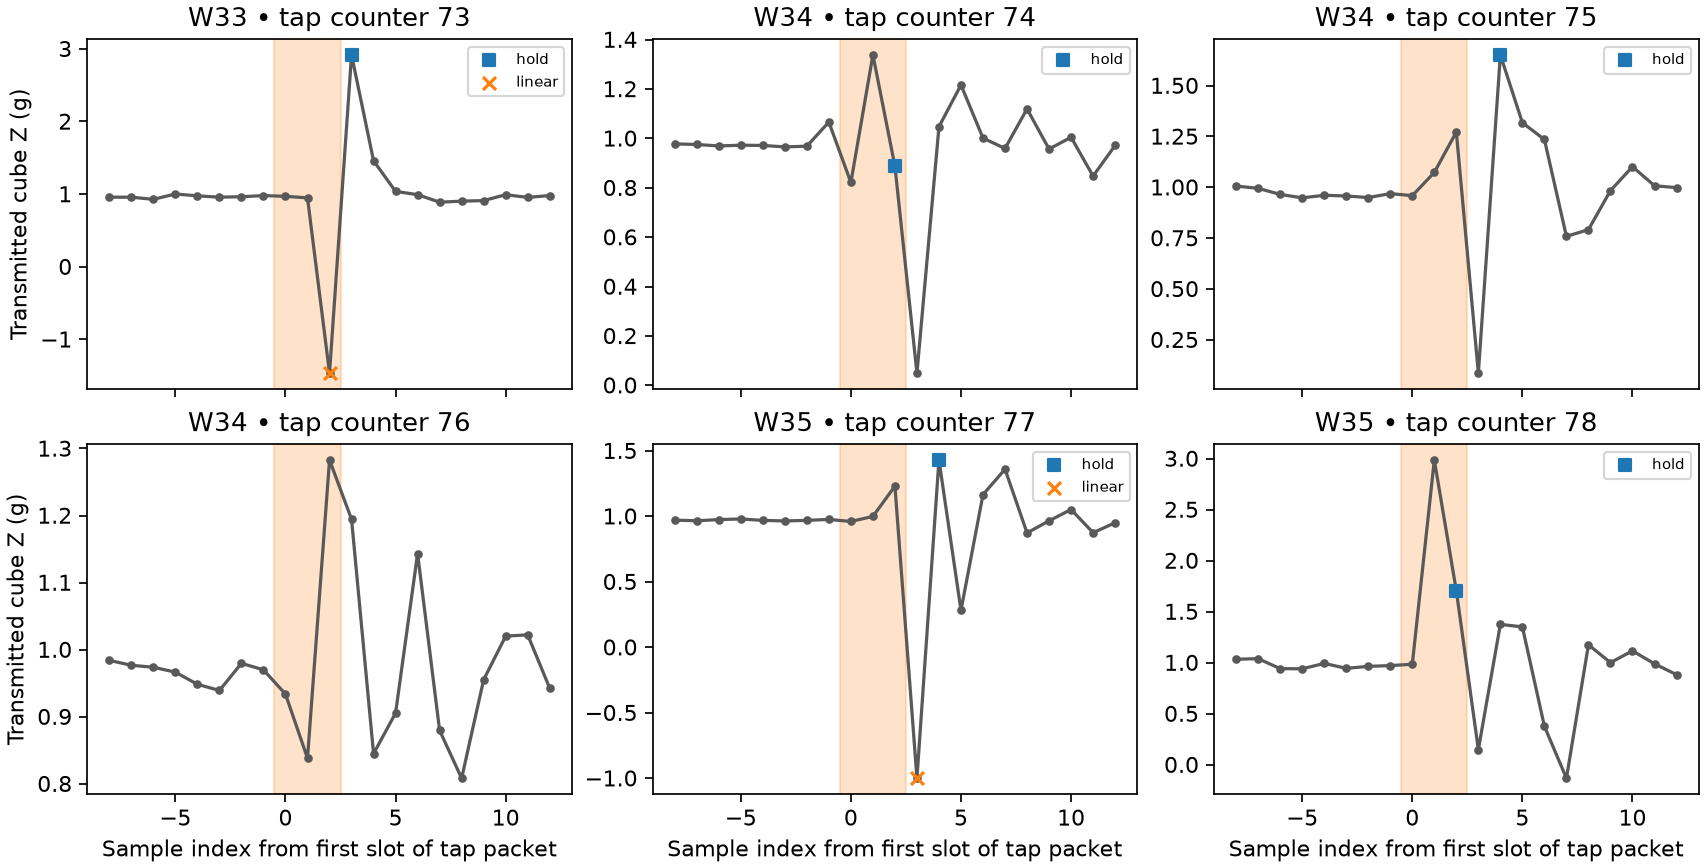 W33 • tap counter 73
W34 • tap counter 74
W34 • tap counter 75
Transmitted cube Z (g)
3
2
1
0
−1
hold
linear
1.4
1.2
1.0
0.8
0.6
0.4
0.2
0.0
hold
1.50
1.25
1.00
0.75
0.50
0.25
hold
W34 • tap counter 76
W35 • tap counter 77
W35 • tap counter 78
Transmitted cube Z (g)
1.3
1.2
1.1
1.0
0.9
0.8
−5 0 5 10
Sample index from first slot of tap packet
1.5
1.0
0.5
0.0
−0.5
−1.0
hold
linear
−5 0 5 10
Sample index from first slot of tap packet
3.0
2.5
2.0
1.5
1.0
0.5
0.0
hold
−5 0 5 10
Sample index from first slot of tap packet